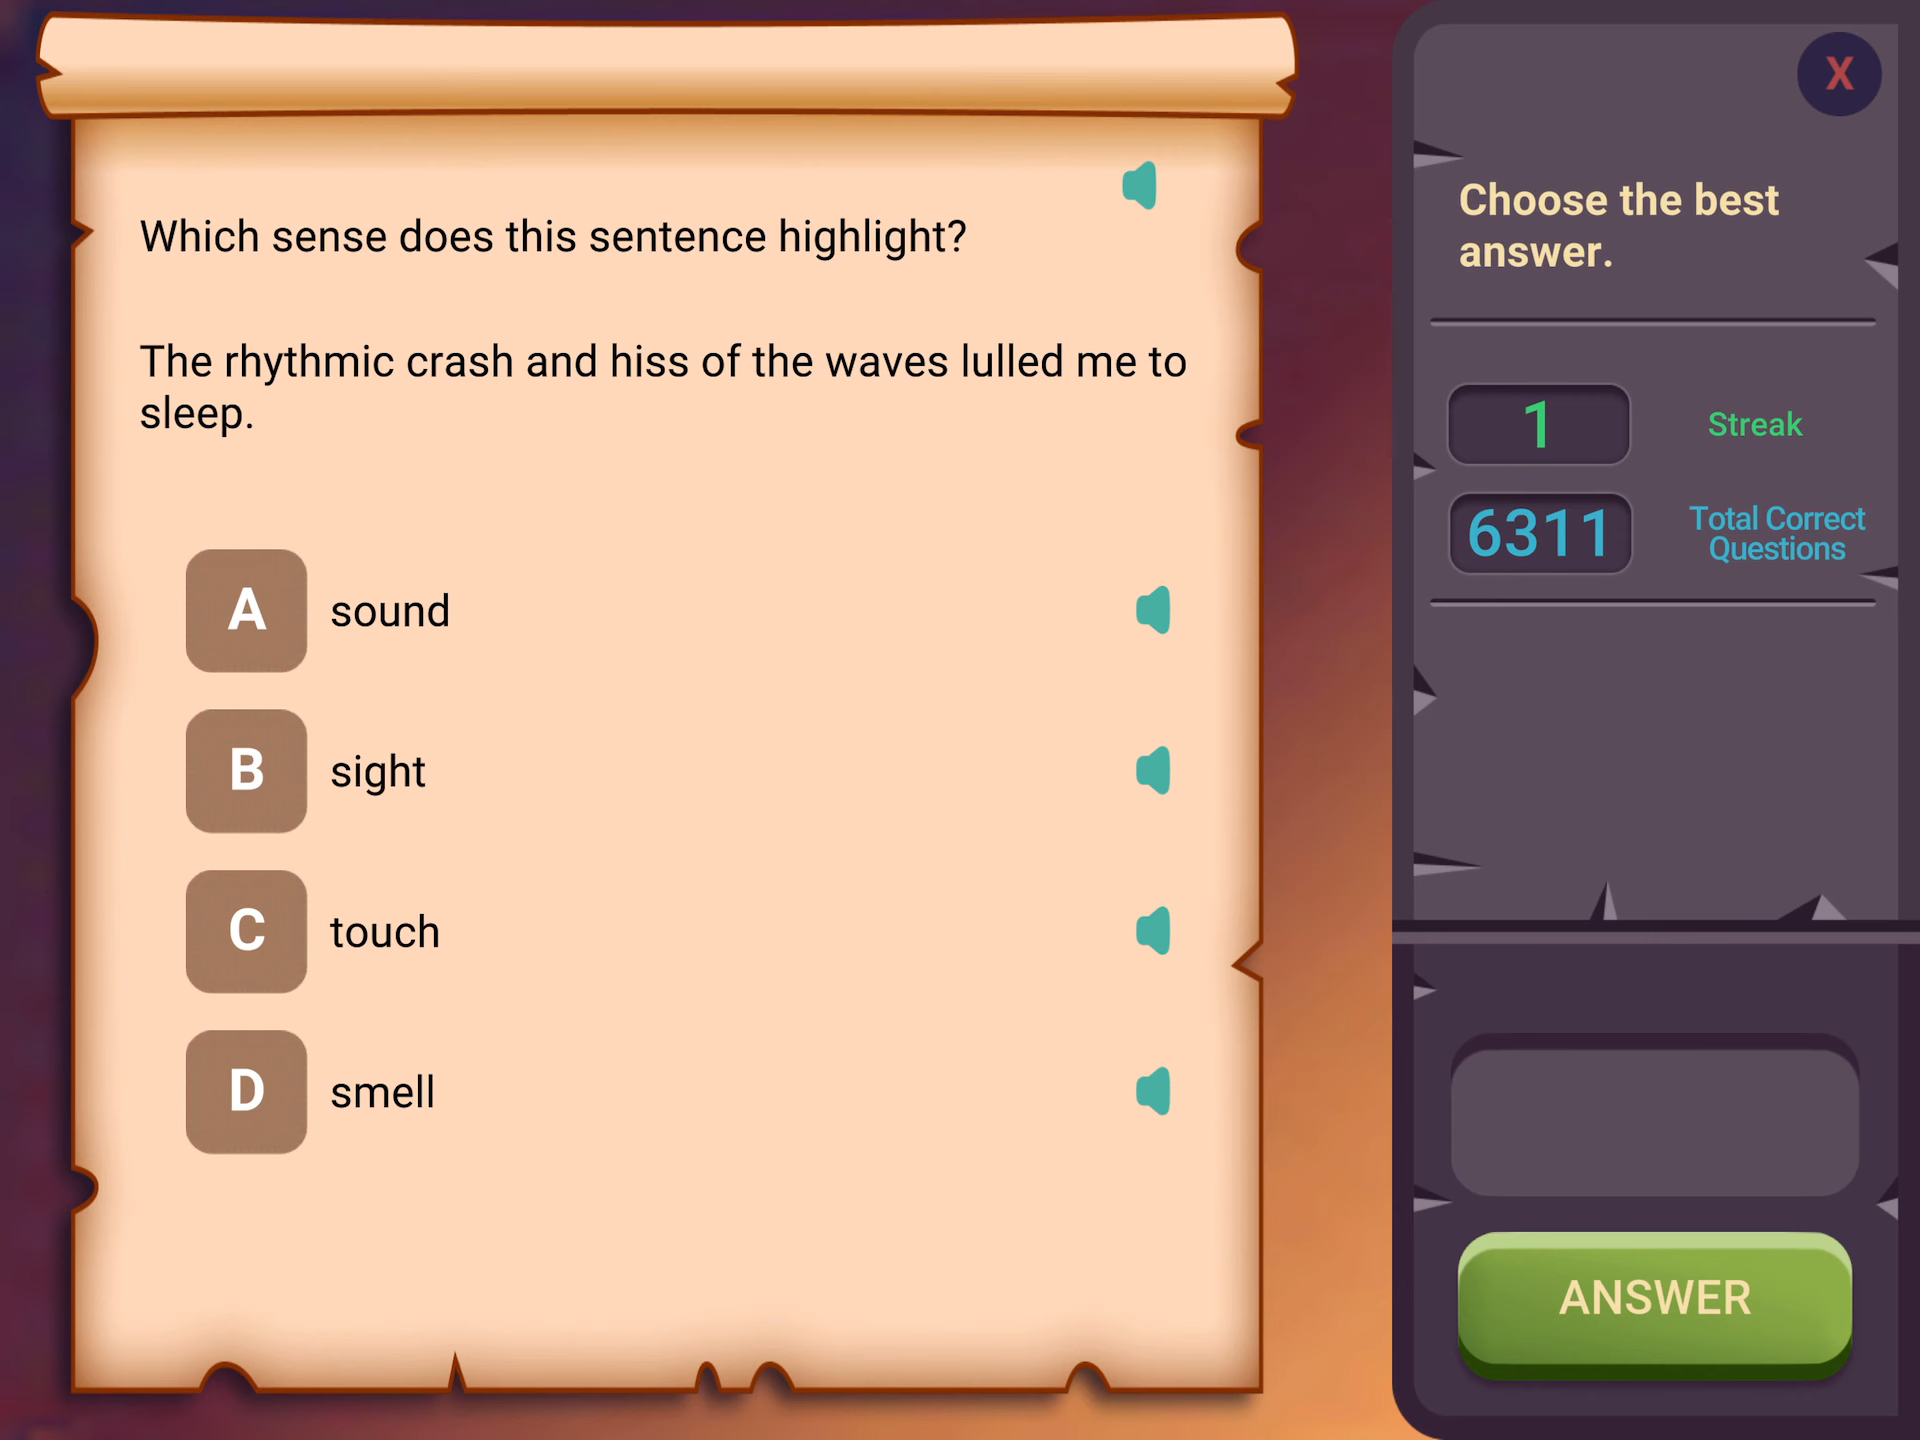 Which sense does this sentence highlight?
The rhythmic crash and hiss of the waves lulled me to
sleep.
A sound
B sight
C touch
D smell
X
Choose the best
answer.
1 Streak
6311 Total Correct
Questions
ANSWER